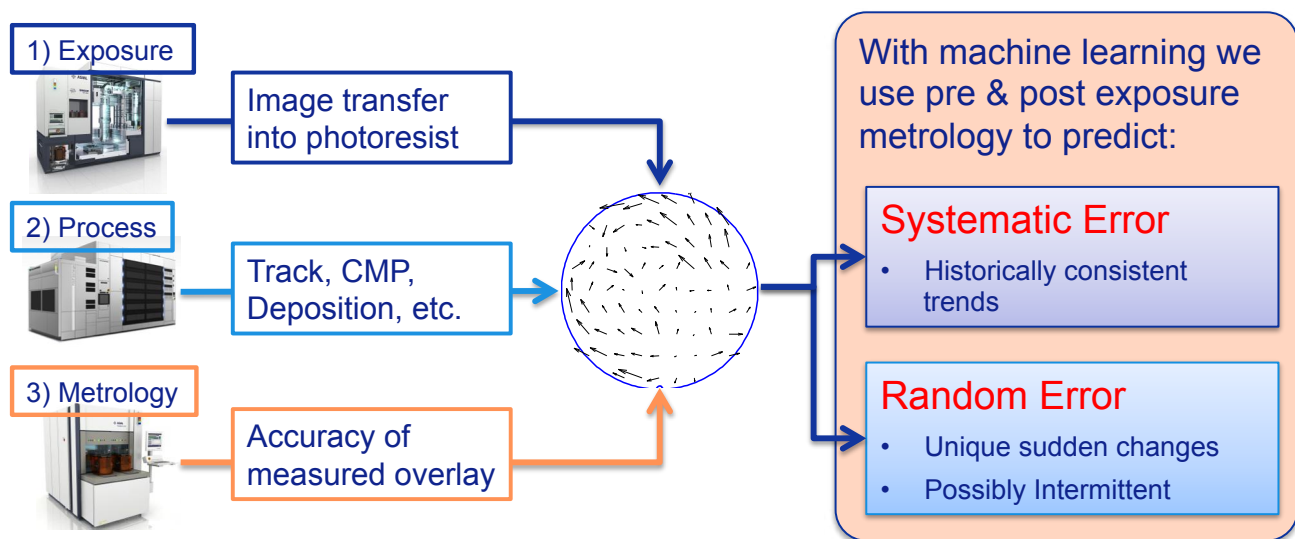 1) Exposure
Image transfer
into photoresist
2) Process
Track, CMP,
Deposition, etc.
3) Metrology
Accuracy of
measured overlay
With machine learning we
use pre & post exposure
metrology to predict:
Systematic Error
• Historically consistent
trends
Random Error
• Unique sudden changes
• Possibly Intermittent